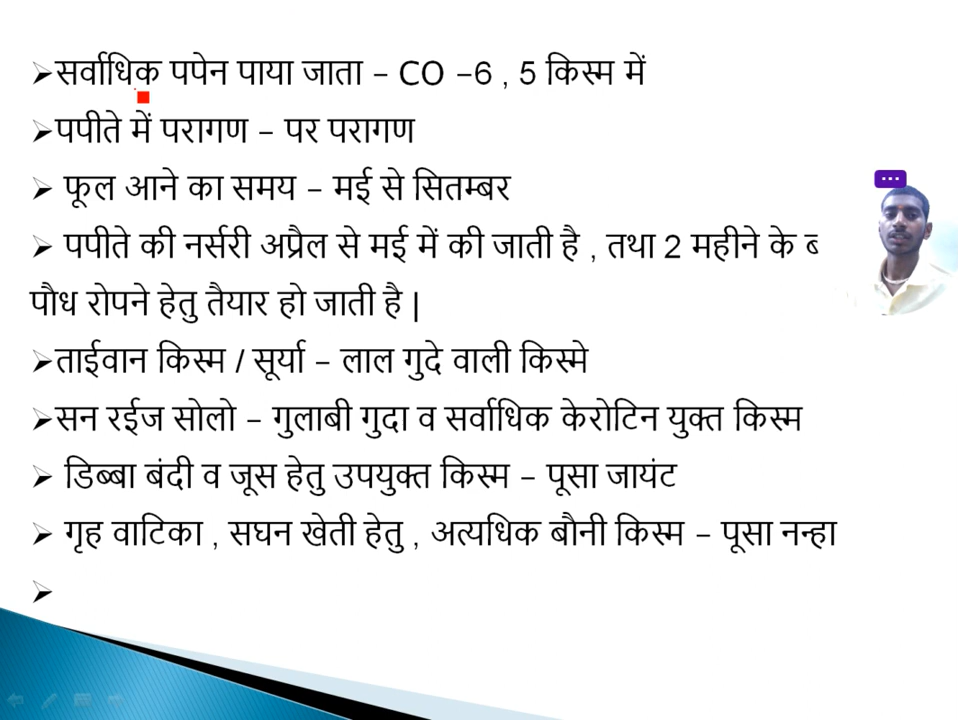 ➢सर्वाधिक पपेन पाया जाता – CO –6 , 5 किस्म में
➢पपीते में परागण – पर परागण
➢ फूल आने का समय – मई से सितम्बर
➢ पपीते की नर्सरी अप्रैल से मई में की जाती है , तथा 2 महीने के
पौध रोपने हेतु तैयार हो जाती है |
➢ताईवान किस्म / सूर्या – लाल गुदे वाली किस्मे
➢सन रईज सोलो – गुलाबी गुदा व सर्वाधिक केरोटिन युक्त किस्म
➢ डिब्बा बंदी व जूस हेतु उपयुक्त किस्म – पूसा जायंट
➢ गृह वाटिका , सघन खेती हेतु , अत्यधिक बौनी किस्म – पूसा नन्हा
➢